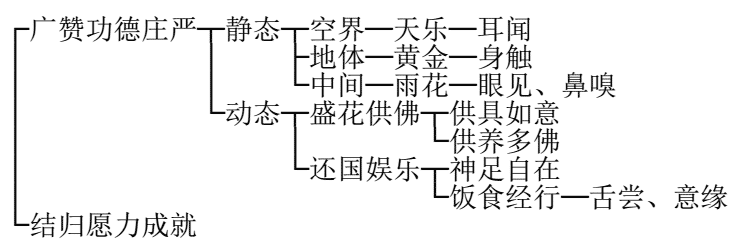 广赞功德庄严 静态 空界 天乐 耳闻
地体 黄金 身触
中间 雨花 眼见、鼻嗅
动态 盛花供佛 供具如意
供养多佛
还国娱乐 神足自在
饭食经行 舌尝、意缘
结归愿力成就